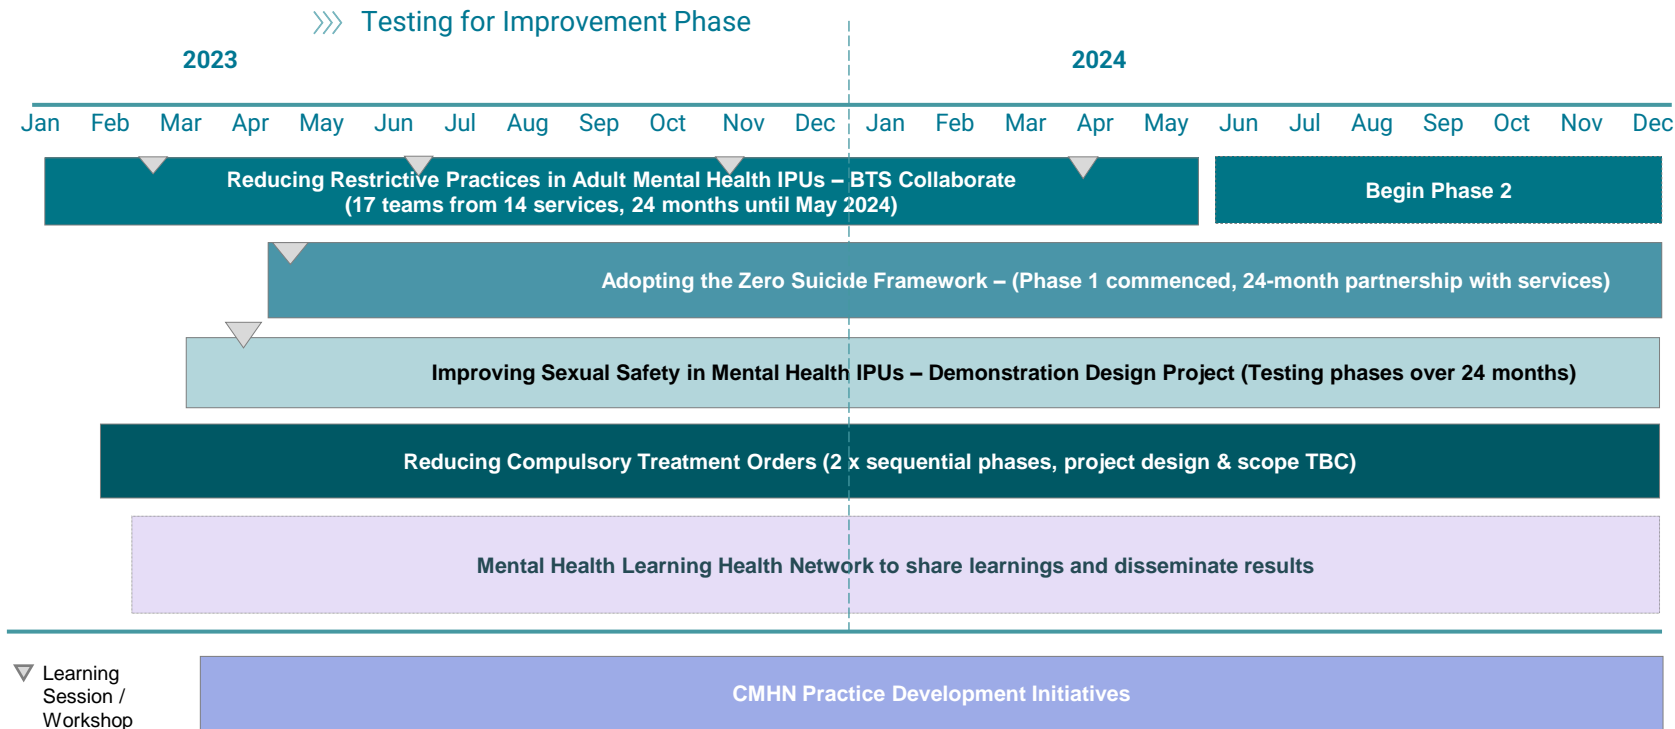 Testing for Improvement Phase
2023
2024
Jan Feb Mar Apr May Jun Jul Aug Sep Oct Nov Dec Jan Feb Mar Apr May Jun Jul Aug Sep Oct Nov Dec
Reducing Restrictive Practices in Adult Mental Health IPUs – BTS Collaborate
(17 teams from 14 services, 24 months until May 2024)
Begin Phase 2
Adopting the Zero Suicide Framework – (Phase 1 commenced, 24-month partnership with services)
Improving Sexual Safety in Mental Health IPUs – Demonstration Design Project (Testing phases over 24 months)
Reducing Compulsory Treatment Orders (2 x sequential phases, project design & scope TBC)
Mental Health Learning Health Network to share learnings and disseminate results
Learning
Session /
Workshop
CMHN Practice Development Initiatives